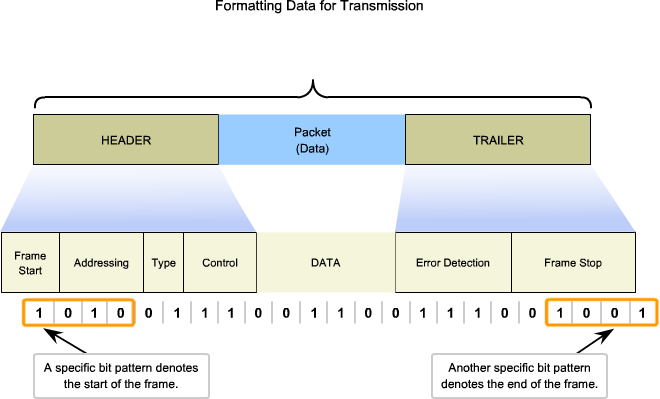 Formatting Data for Transmission
HEADER
Packet
(Data)
TRAILER
Frame
Start
Addressing
Type
Control
DATA
Error Detection
Frame Stop
1 0 1 0 0 1 1 1 0 0 1 1 0 0 1 1 1 0 0 1 0 0 1
A specific bit pattern denotes
the start of the frame.
Another specific bit pattern
denotes the end of the frame.